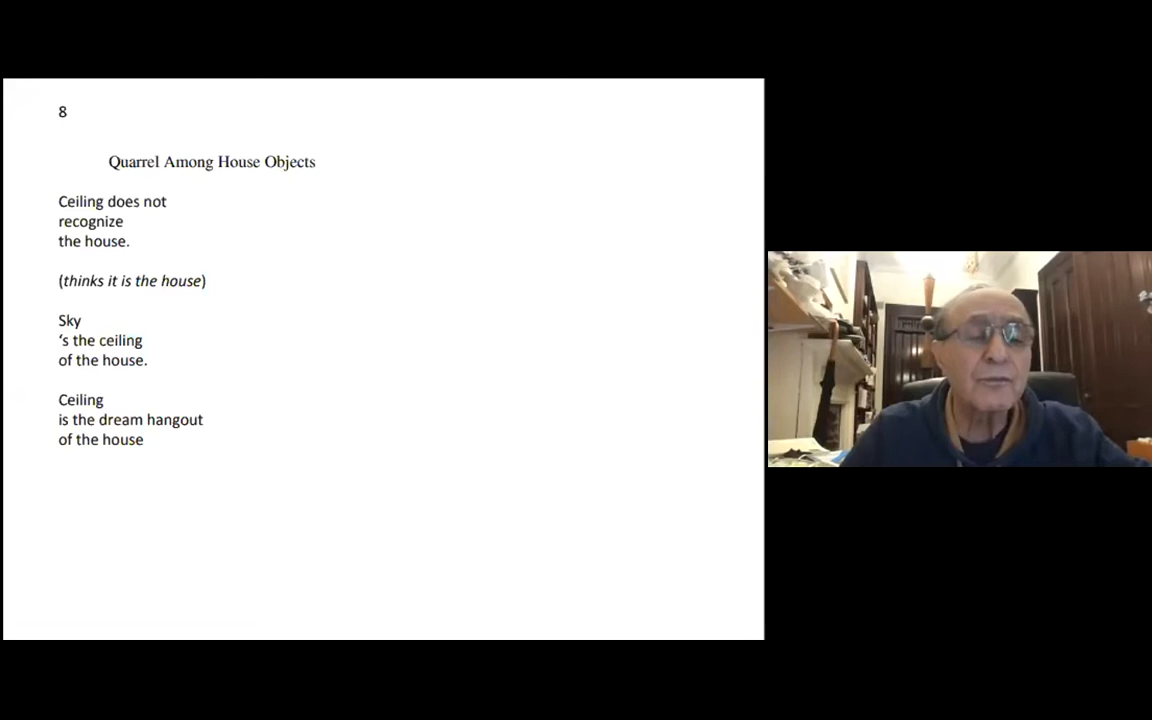 8
Quarrel Among House Objects
Ceiling does not
recognize
the house.
(thinks it is the house)
Sky
‘s the ceiling
of the house.
Ceiling
is the dream hangout
of the house